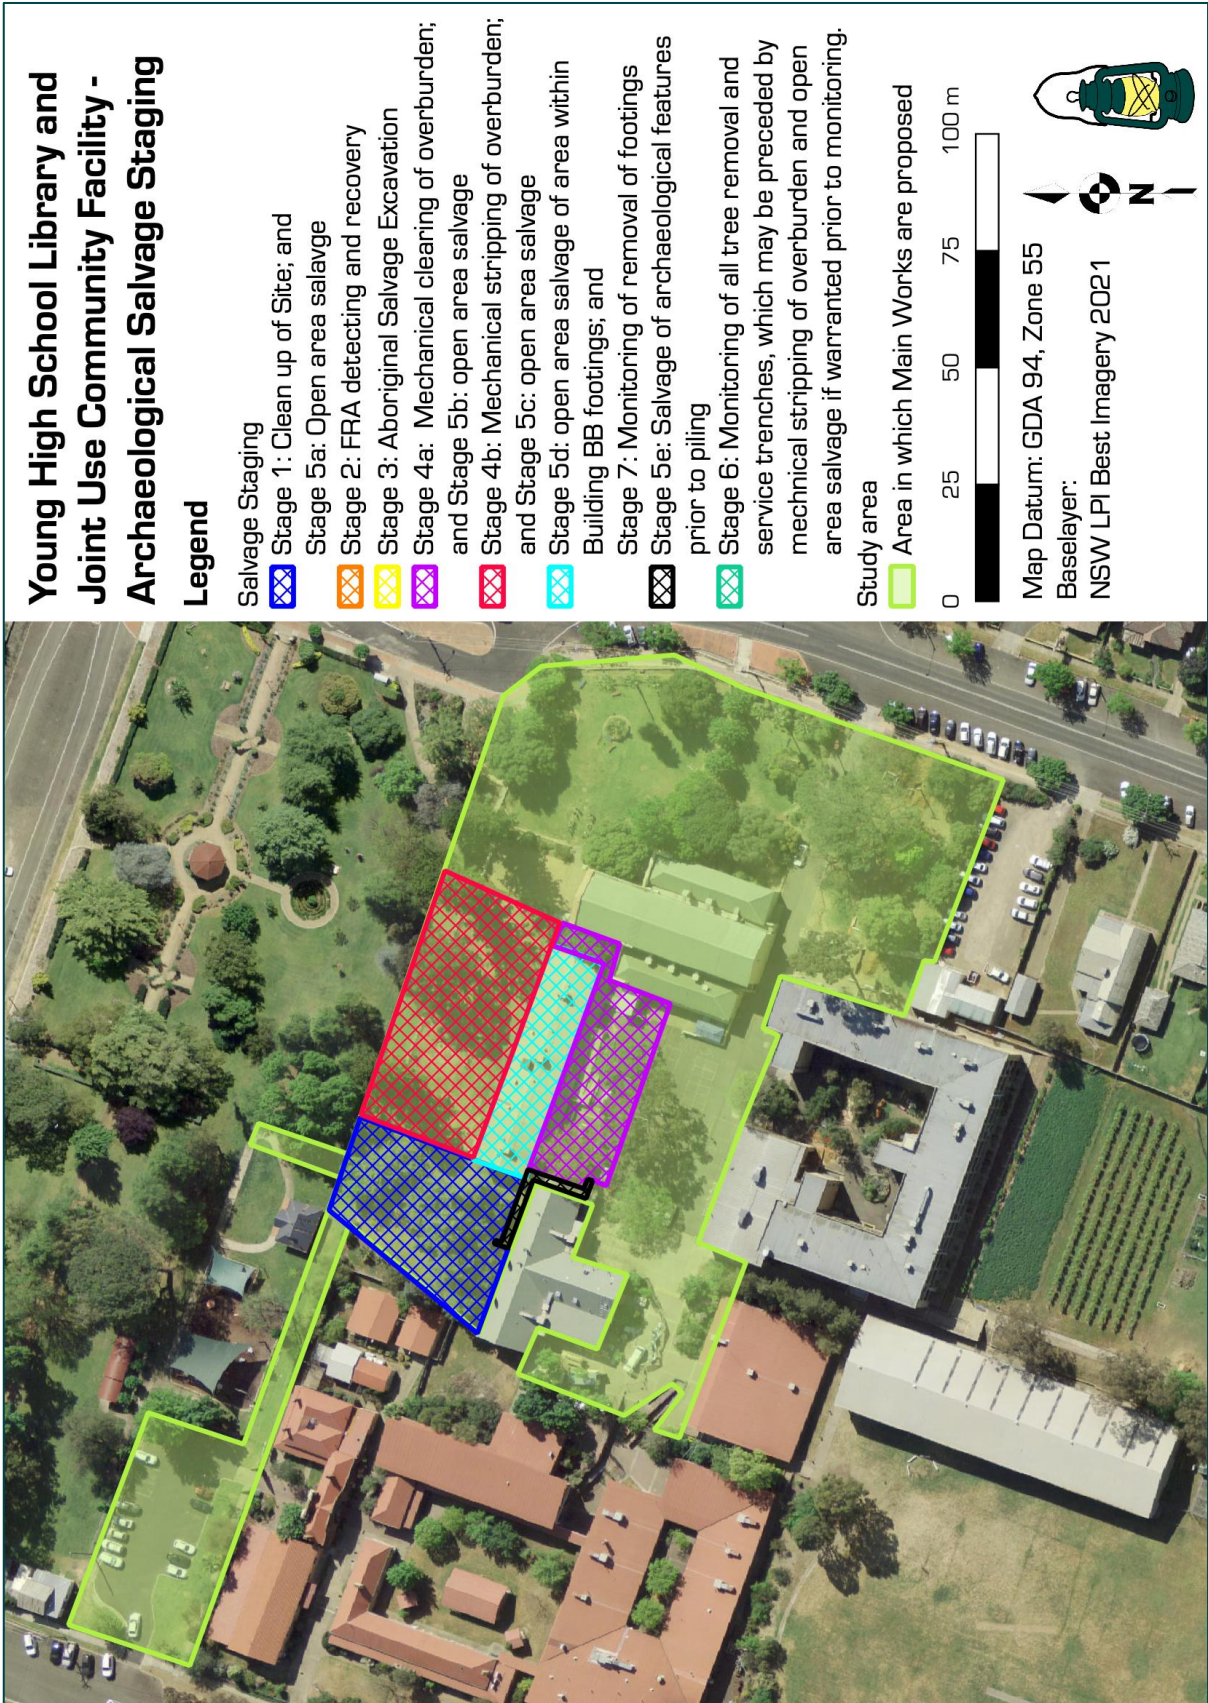 Young High School Library and
Joint Use Community Facility -
Archaeological Salvage Staging
Legend
Salvage Staging
Stage 1: Clean up of Site; and
Stage 5a: Open area salavge
Stage 2: FRA detecting and recovery
Stage 3: Aboriginal Salvage Excavation
Stage 4a: Mechanical clearing of overburden;
and Stage 5b: open area salvage
Stage 4b: Mechanical stripping of overburden;
and Stage 5c: open area salvage
Stage 5d: open area salvage of area within
Building BB footings; and
Stage 7: Monitoring of removal of footings
Stage 5e: Salvage of archaeological features
prior to piling
Stage 6: Monitoring of all tree removal and
service trenches, which may be preceded by
mechnical stripping of overburden and open
area salvage if warranted prior to monitoring.
Study area
Area in which Main Works are proposed
0 25 50 75 100 m
Map Datum: GDA 94, Zone 55
Baselayer:
NSW LPI Best Imagery 2021
N